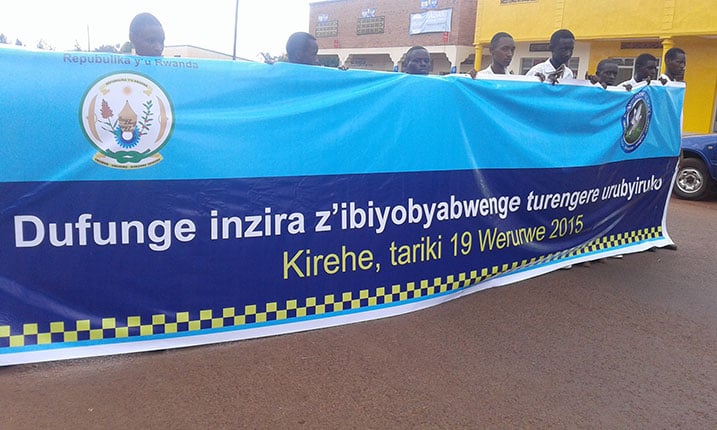 Repubulika y'u Rwanda
Dufunge inzira z'ibiyobyabwenge turengere urubyiruko
Kirehe, tariki 19 Werurwe 2015